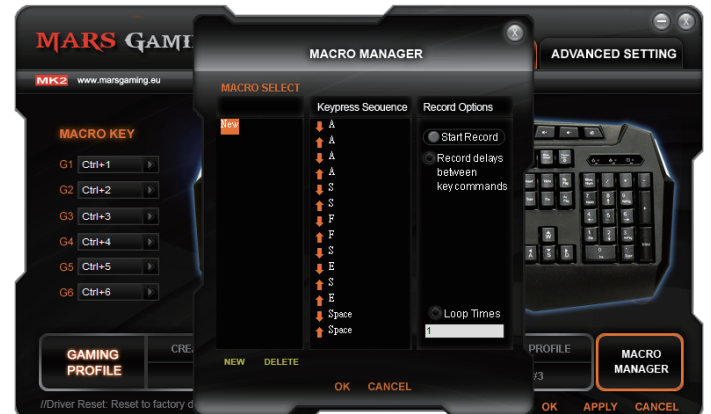 MARS GAMI
MK2 www.marsgaming.eu
ADVANCED SETTING
MACRO KEY
G1 Ctrl+1
G2 Ctrl+2
G3 Ctrl+3
G4 Ctrl+4
G5 Ctrl+5
G6 Ctrl+6
MACRO MANAGER
MACRO SELECT
Keypress Seouence
Record Options
New
A
A
A
A
S
S
F
F
S
E
S
E
Space
Space
Start Record
Record delays
between
key commands
Loop Times
1
NEW DELETE
OK CANCEL
GAMING
PROFILE
CRE
PROFILE
#3
MACRO
MANAGER
//Driver Reset: Reset to factory d
OK APPLY CANCEL